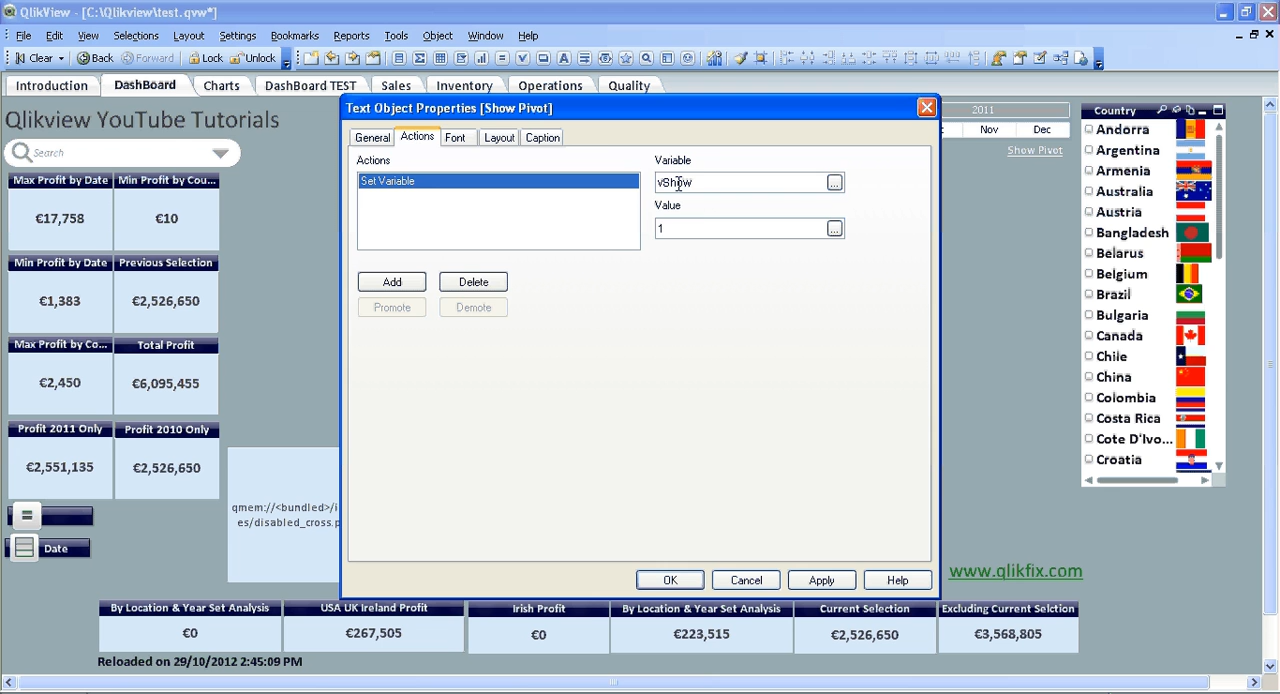 QlikView - [C:\Qlikview\test.qvw*]
File Edit View Selections Layout Settings Bookmarks Reports Tools Object Window Help
Clear Back Forward Lock Unlock
Introduction DashBoard Charts DashBoard TEST Sales Inventory Operations Quality
Qlikview YouTube Tutorials
Search
Max Profit by Date Min Profit by Cou...
€17,758 €10
Min Profit by Date Previous Selection
€1,383 €2,526,650
Max Profit by Co... Total Profit
€2,450 €6,095,455
Profit 2011 Only Profit 2010 Only
€2,551,135 €2,526,650
=
Date
qmem://<bundled>/i
es/disabled_cross.p
Text Object Properties [Show Pivot]
General Actions Font Layout Caption
Actions
Set Variable
Variable
vShow
...
Value
1
...
Add Delete
Promote Demote
OK Cancel Apply Help
2011
Nov Dec
Show Pivot
Country
Andorra
Argentina
Armenia
Australia
Austria
Bangladesh
Belarus
Belgium
Brazil
Bulgaria
Canada
Chile
China
Colombia
Costa Rica
Cote D'Ivo...
Croatia
www.qlikfix.com
By Location & Year Set Analysis USA UK Ireland Profit Irish Profit By Location & Year Set Analysis Current Selection Excluding Current Selction
€0 €267,505 €0 €223,515 €2,526,650 €3,568,805
Reloaded on 29/10/2012 2:45:09 PM